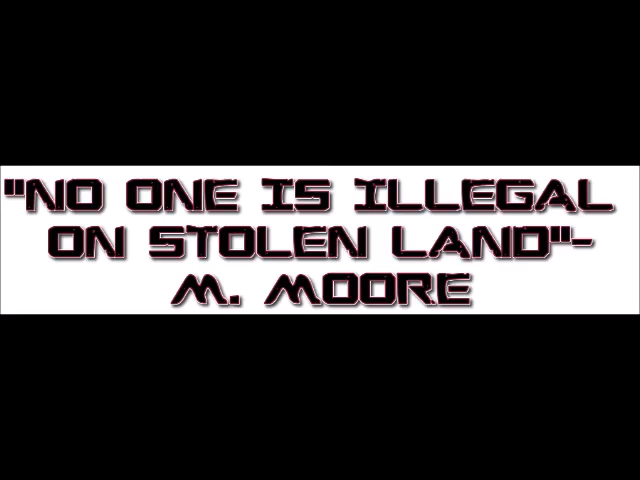 "NO ONE IS ILLEGAL
ON STOLEN LAND"-
M. MOORE